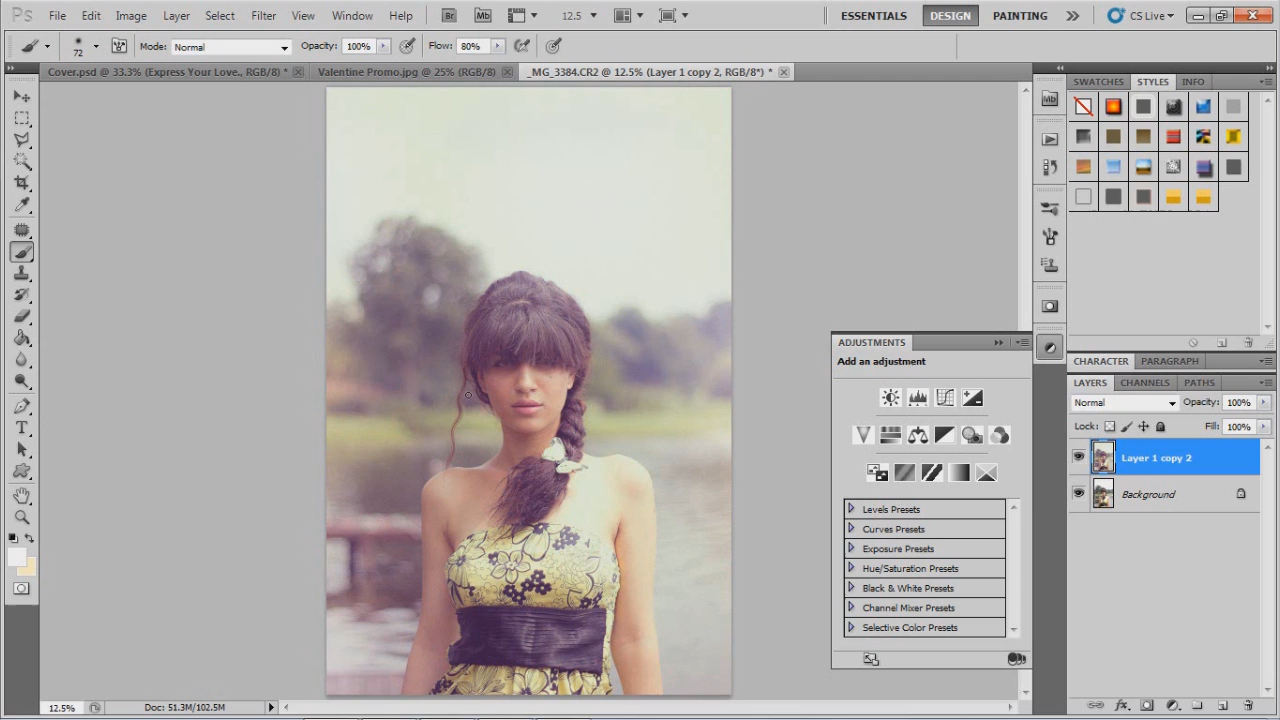 Ps File Edit Image Layer Select Filter View Window Help Br Mb 12.5 ESSENTIALS DESIGN PAINTING CS Live
72 Mode: Normal Opacity: 100% Flow: 80%
Cover.psd @ 33.3% (Express Your Love., RGB/8) * Valentine Promo.jpg @ 25% (RGB/8) _MG_3384.CR2 @ 12.5% (Layer 1 copy 2, RGB/8*) *
Mb
SWATCHES STYLES INFO
ADJUSTMENTS
Add an adjustment
Levels Presets
Curves Presets
Exposure Presets
Hue/Saturation Presets
Black & White Presets
Channel Mixer Presets
Selective Color Presets
CHARACTER PARAGRAPH
LAYERS CHANNELS PATHS
Normal Opacity: 100%
Lock: Fill: 100%
Layer 1 copy 2
Background
12.5% Doc: 51.3M/102.5M